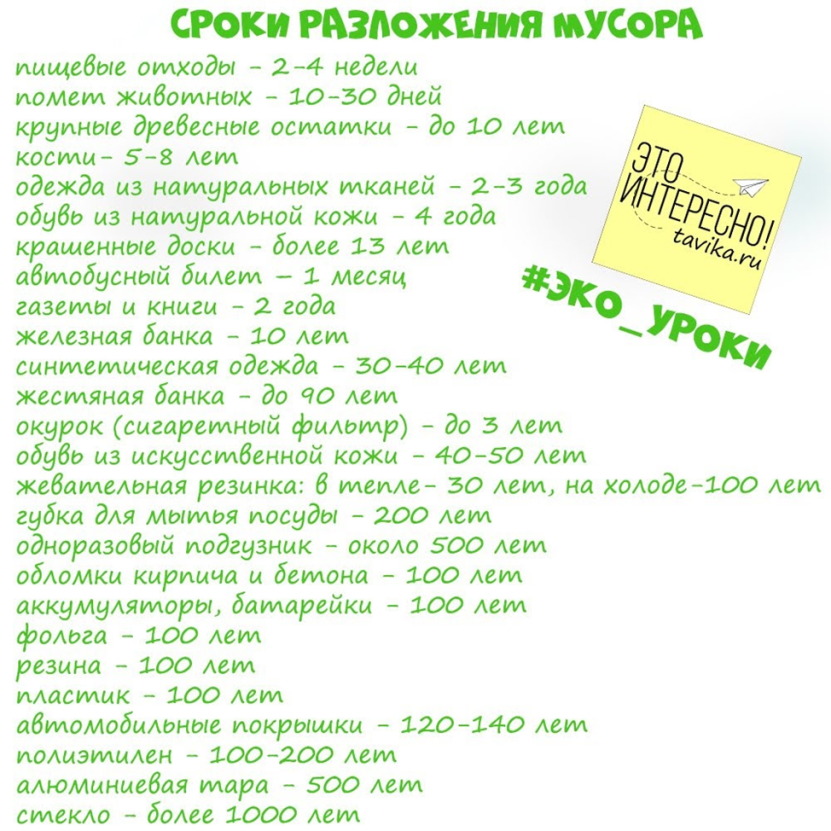 СРОКИ РАЗЛОЖЕНИЯ МУСОРА
пищевые отходы - 2-4 недели
помет животных - 10-30 дней
крупные древесные остатки - до 10 лет
кости- 5-8 лет
одежда из натуральных тканей - 2-3 года
обувь из натуральной кожи - 4 года
крашенные доски - более 13 лет
автобусный билет – 1 месяц
газеты и книги - 2 года
железная банка - 10 лет
синтетическая одежда - 30-40 лет
жестяная банка - до 90 лет
окурок (сигаретный фильтр) - до 3 лет
обувь из искусственной кожи - 40-50 лет
жевательная резинка: в тепле- 30 лет, на холоде-100 лет
губка для мытья посуды - 200 лет
одноразовый подгузник - около 500 лет
обломки кирпича и бетона - 100 лет
аккумуляторы, батарейки - 100 лет
фольга - 100 лет
резина - 100 лет
пластик - 100 лет
автомобильные покрышки - 120-140 лет
полиэтилен - 100-200 лет
алюминиевая тара - 500 лет
стекло - более 1000 лет
ЭТО
ИНТЕРЕСНО!
tavika.ru
#ЭКО_УРОКИ